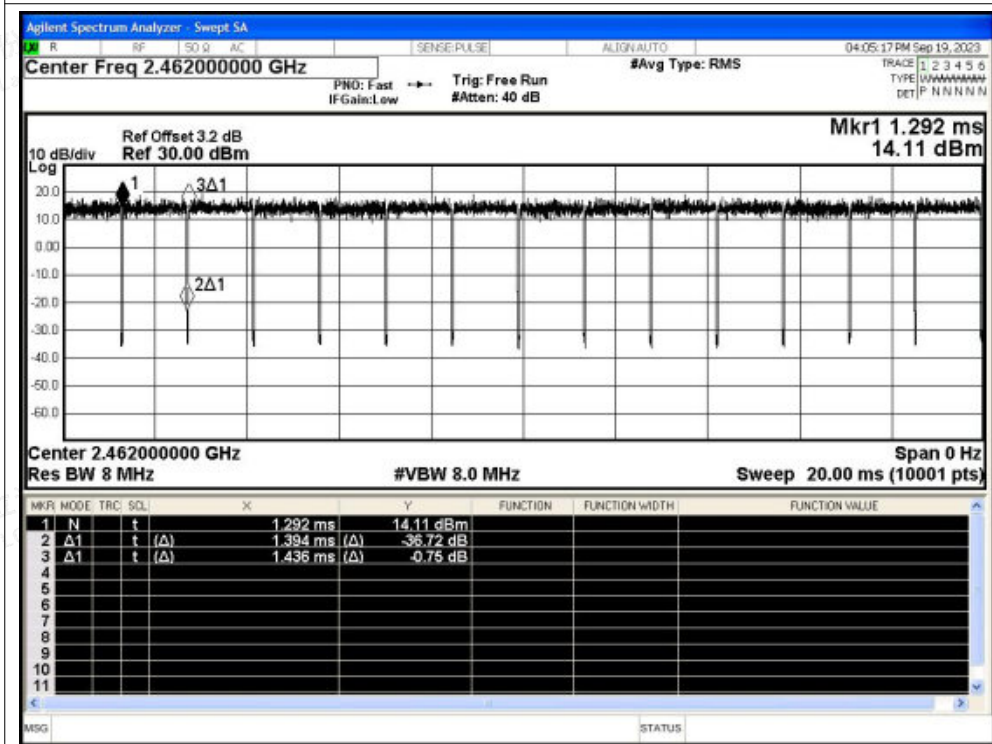 Agilent Spectrum Analyzer - Swept SA
LXI R RF 50 Ω AC SENSE:PULSE ALIGNAUTO 04:05:17 PM Sep 19, 2023
Center Freq 2.462000000 GHz
#Avg Type: RMS
TRACE 1 2 3 4 5 6
PNO: Fast
Trig: Free Run
TYPE
IFGain:Low
#Atten: 40 dB
DET P N N N N N
Mkr1 1.292 ms
Ref Offset 3.2 dB
10 dB/div Ref 30.00 dBm
14.11 dBm
Log
1
3Δ1
20.0
10.0
0.00
-10.0
2Δ1
-20.0
-30.0
-40.0
-50.0
-60.0
Center 2.462000000 GHz Span 0 Hz
Res BW 8 MHz #VBW 8.0 MHz Sweep 20.00 ms (10001 pts)
MKR MODE TRC SCL X Y FUNCTION FUNCTION WIDTH FUNCTION VALUE
1 N t 1.292 ms 14.11 dBm
2 Δ1 t (Δ) 1.394 ms (Δ) -36.72 dB
3 Δ1 t (Δ) 1.436 ms (Δ) -0.75 dB
4
5
6
7
8
9
10
11
MSG STATUS